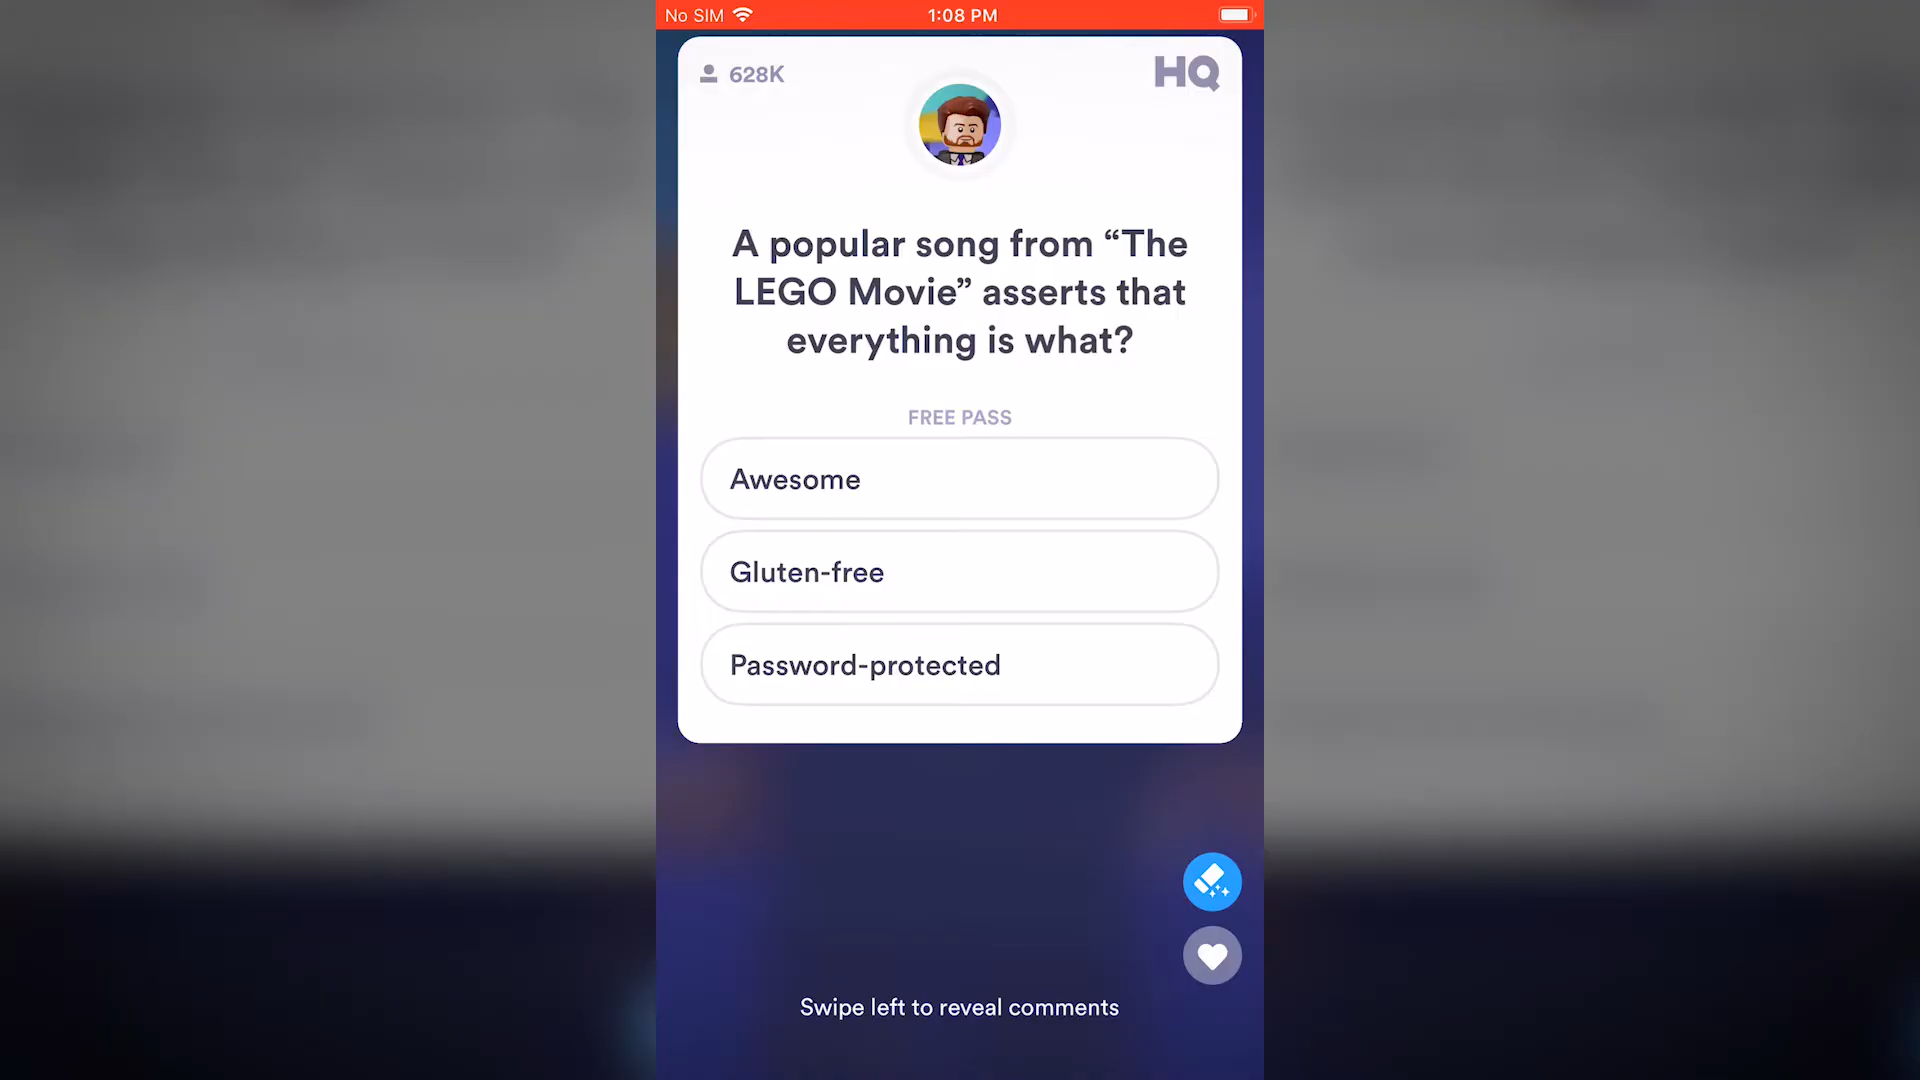 No SIM 1:08 PM
628K
HQ
A popular song from “The
LEGO Movie” asserts that
everything is what?
FREE PASS
Awesome
Gluten-free
Password-protected
Swipe left to reveal comments